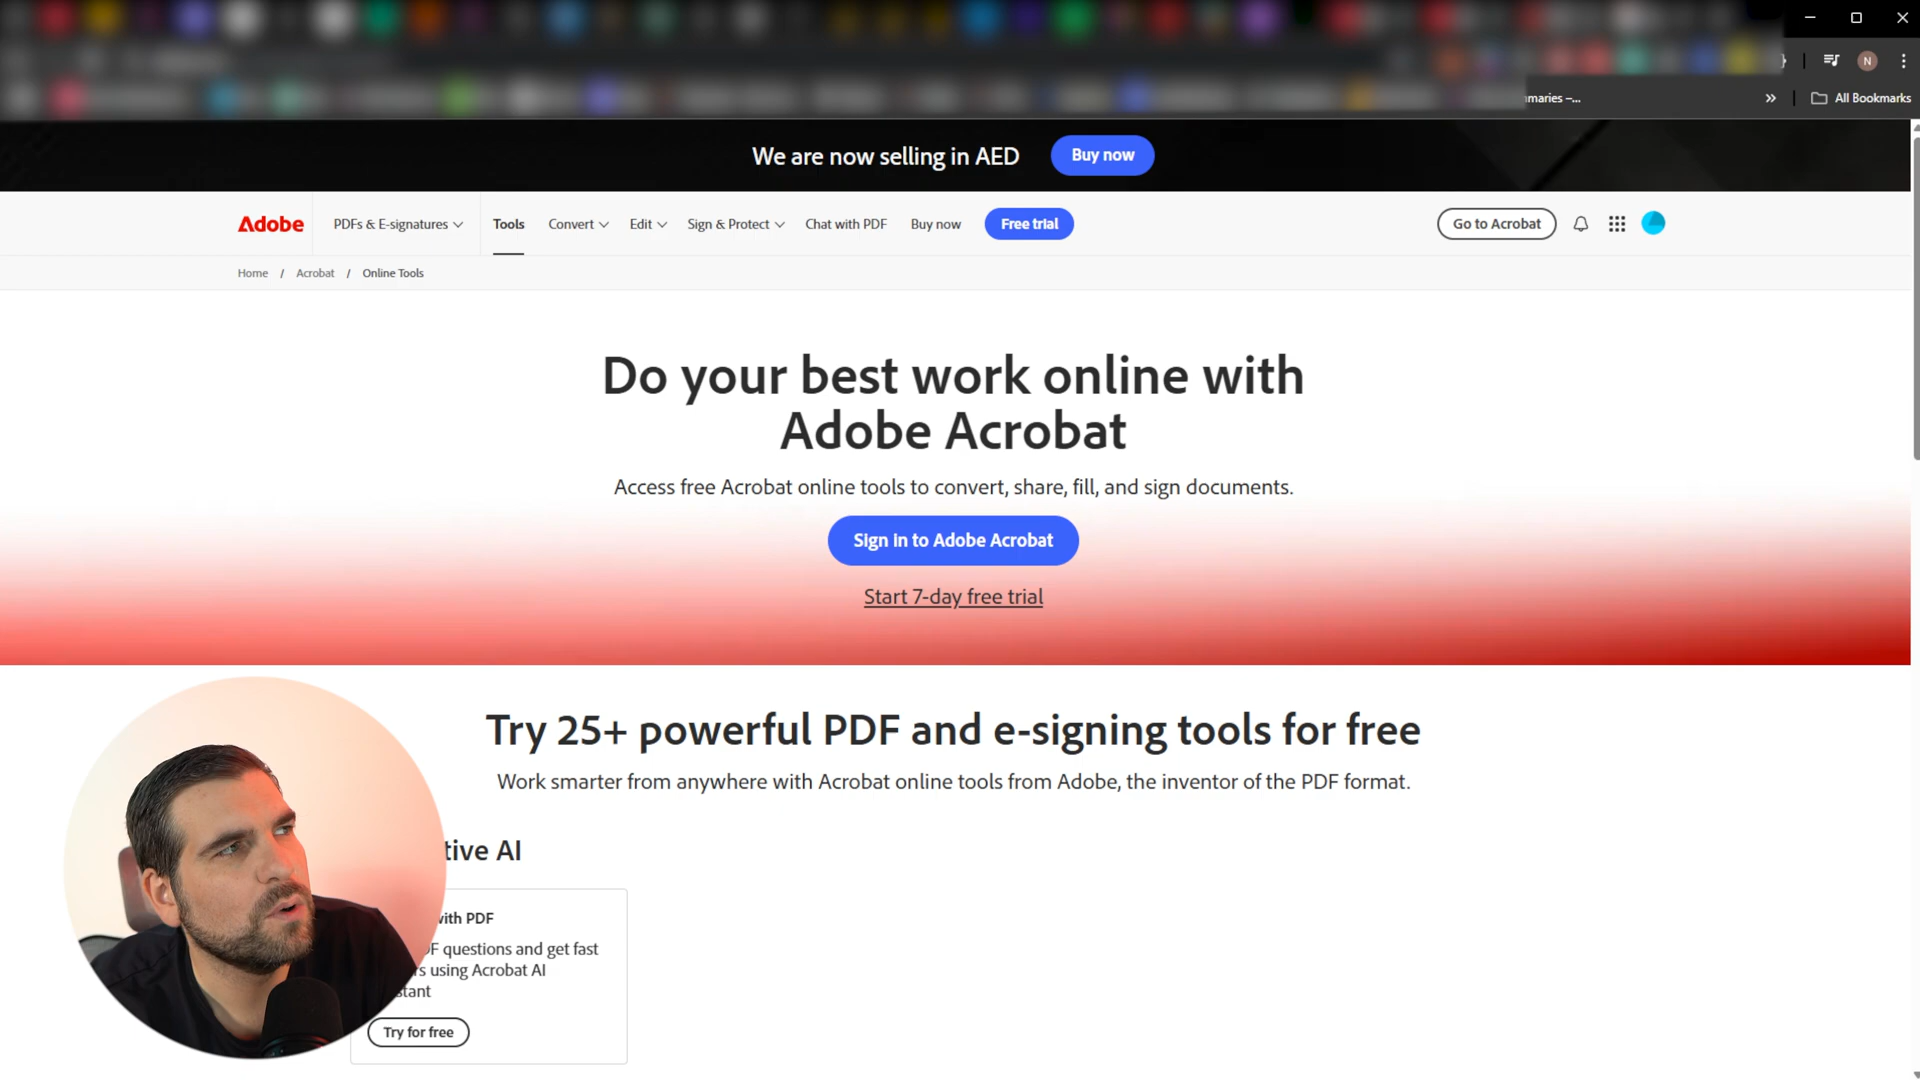 N
maries –...
»
All Bookmarks
We are now selling in AED
Buy now
Adobe
PDFs & E-signatures
Tools
Convert
Edit
Sign & Protect
Chat with PDF
Buy now
Free trial
Go to Acrobat
Home / Acrobat / Online Tools
Do your best work online with
Adobe Acrobat
Access free Acrobat online tools to convert, share, fill, and sign documents.
Sign in to Adobe Acrobat
Start 7-day free trial
Try 25+ powerful PDF and e-signing tools for free
Work smarter from anywhere with Acrobat online tools from Adobe, the inventor of the PDF format.
tive AI
with PDF
questions and get fast
using Acrobat AI
stant
Try for free